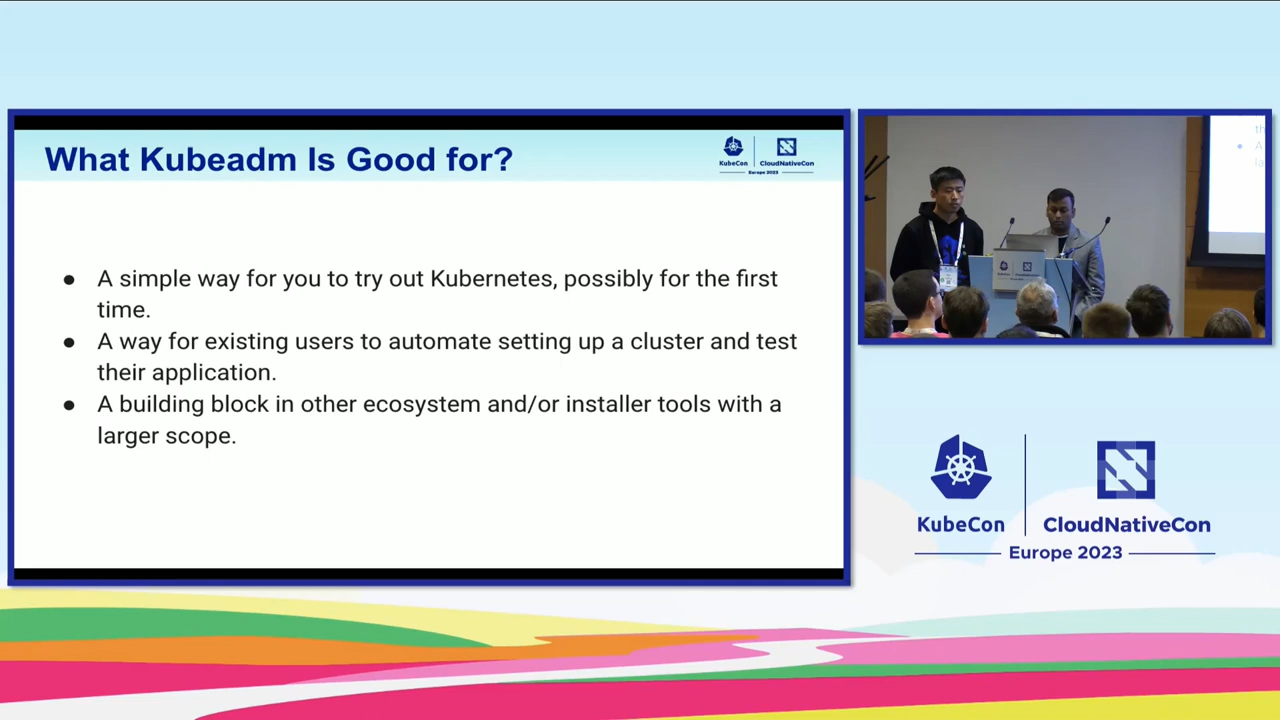 What Kubeadm Is Good for?
KubeCon
CloudNativeCon
Europe 2023
● A simple way for you to try out Kubernetes, possibly for the first
time.
● A way for existing users to automate setting up a cluster and test
their application.
● A building block in other ecosystem and/or installer tools with a
larger scope.
KubeCon
CloudNativeCon
Europe 2023